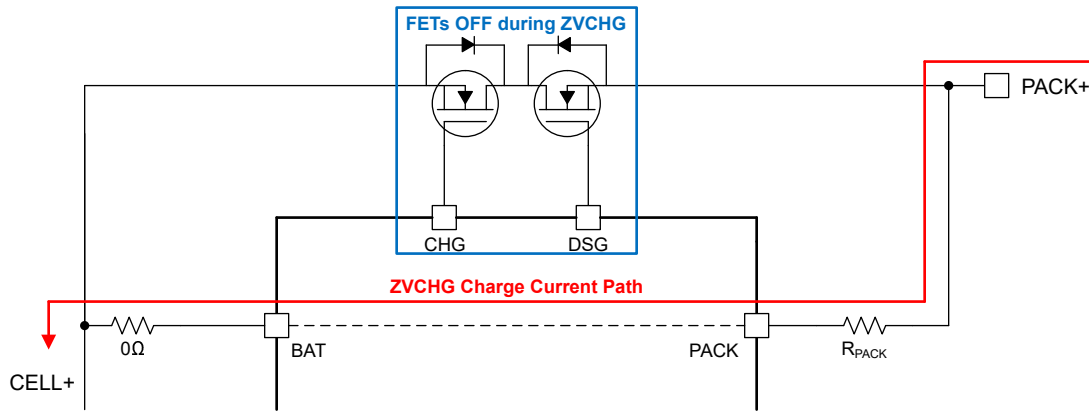 FETs OFF during ZVCHG
PACK+
CHG
DSG
ZVCHG Charge Current Path
0Ω
BAT
PACK
RPACK
CELL+